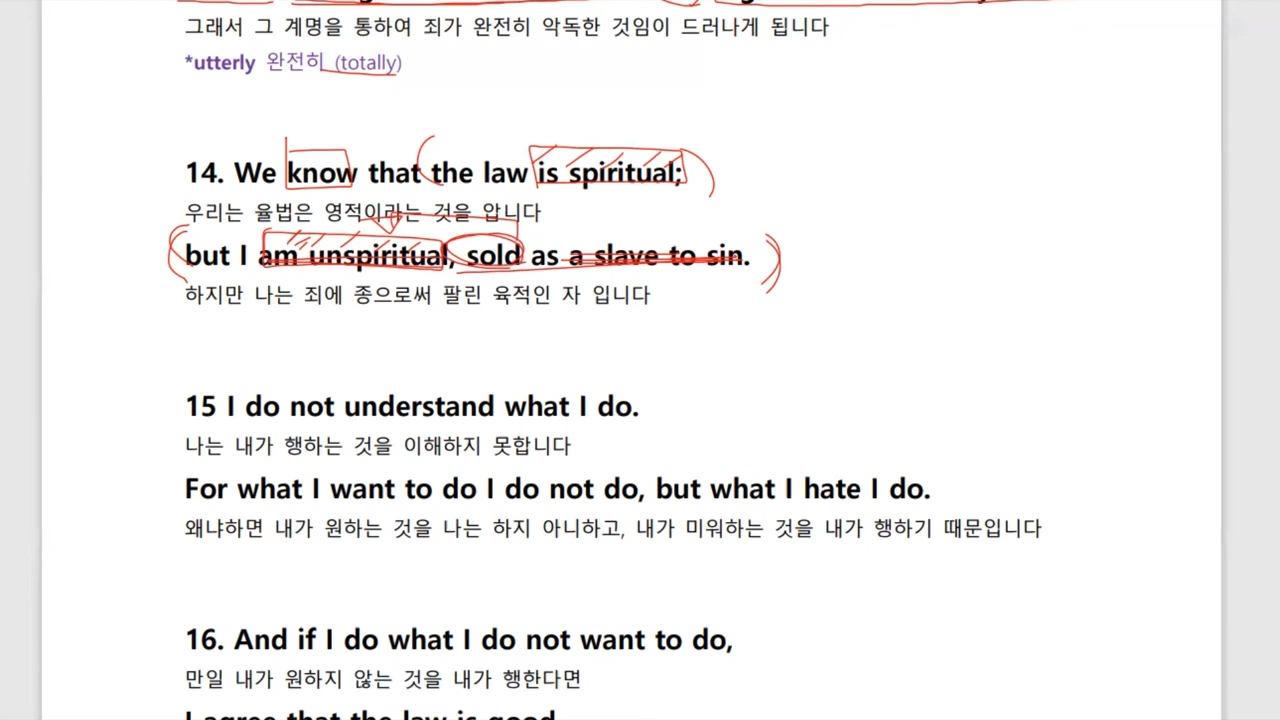 그래서 그 계명을 통하여 죄가 완전히 악독한 것임이 드러나게 됩니다
*utterly 완전히 (totally)
14. We know that the law is spiritual;
우리는 율법은 영적이라는 것을 압니다
but I am unspiritual, sold as a slave to sin.
하지만 나는 죄에 종으로써 팔린 육적인 자 입니다
15 I do not understand what I do.
나는 내가 행하는 것을 이해하지 못합니다
For what I want to do I do not do, but what I hate I do.
왜냐하면 내가 원하는 것을 나는 하지 아니하고, 내가 미워하는 것을 내가 행하기 때문입니다
16. And if I do what I do not want to do,
만일 내가 원하지 않는 것을 내가 행한다면
I agree that the law is good